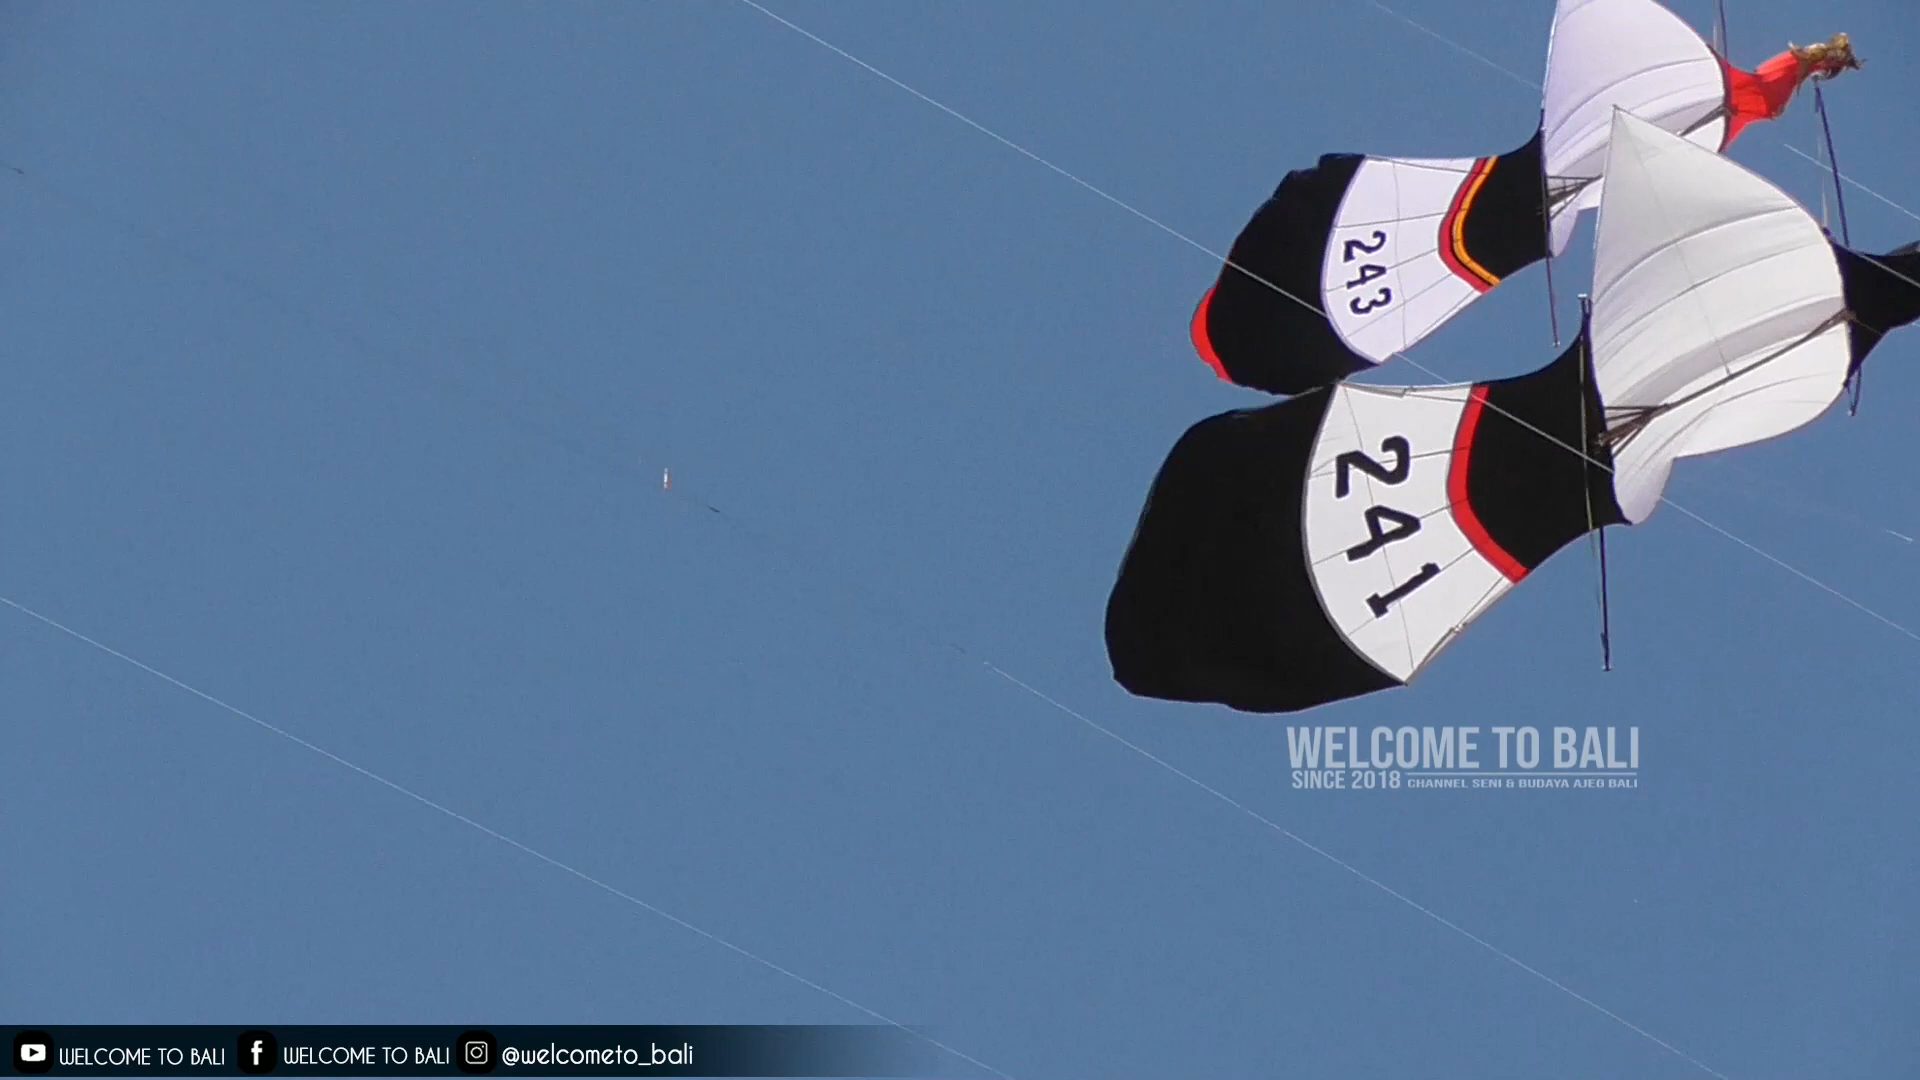 243
241
WELCOME TO BALI
SINCE 2018 CHANNEL SENI & BUDAYA AJEG BALI
WELCOME TO BALI WELCOME TO BALI @welcometo_bali